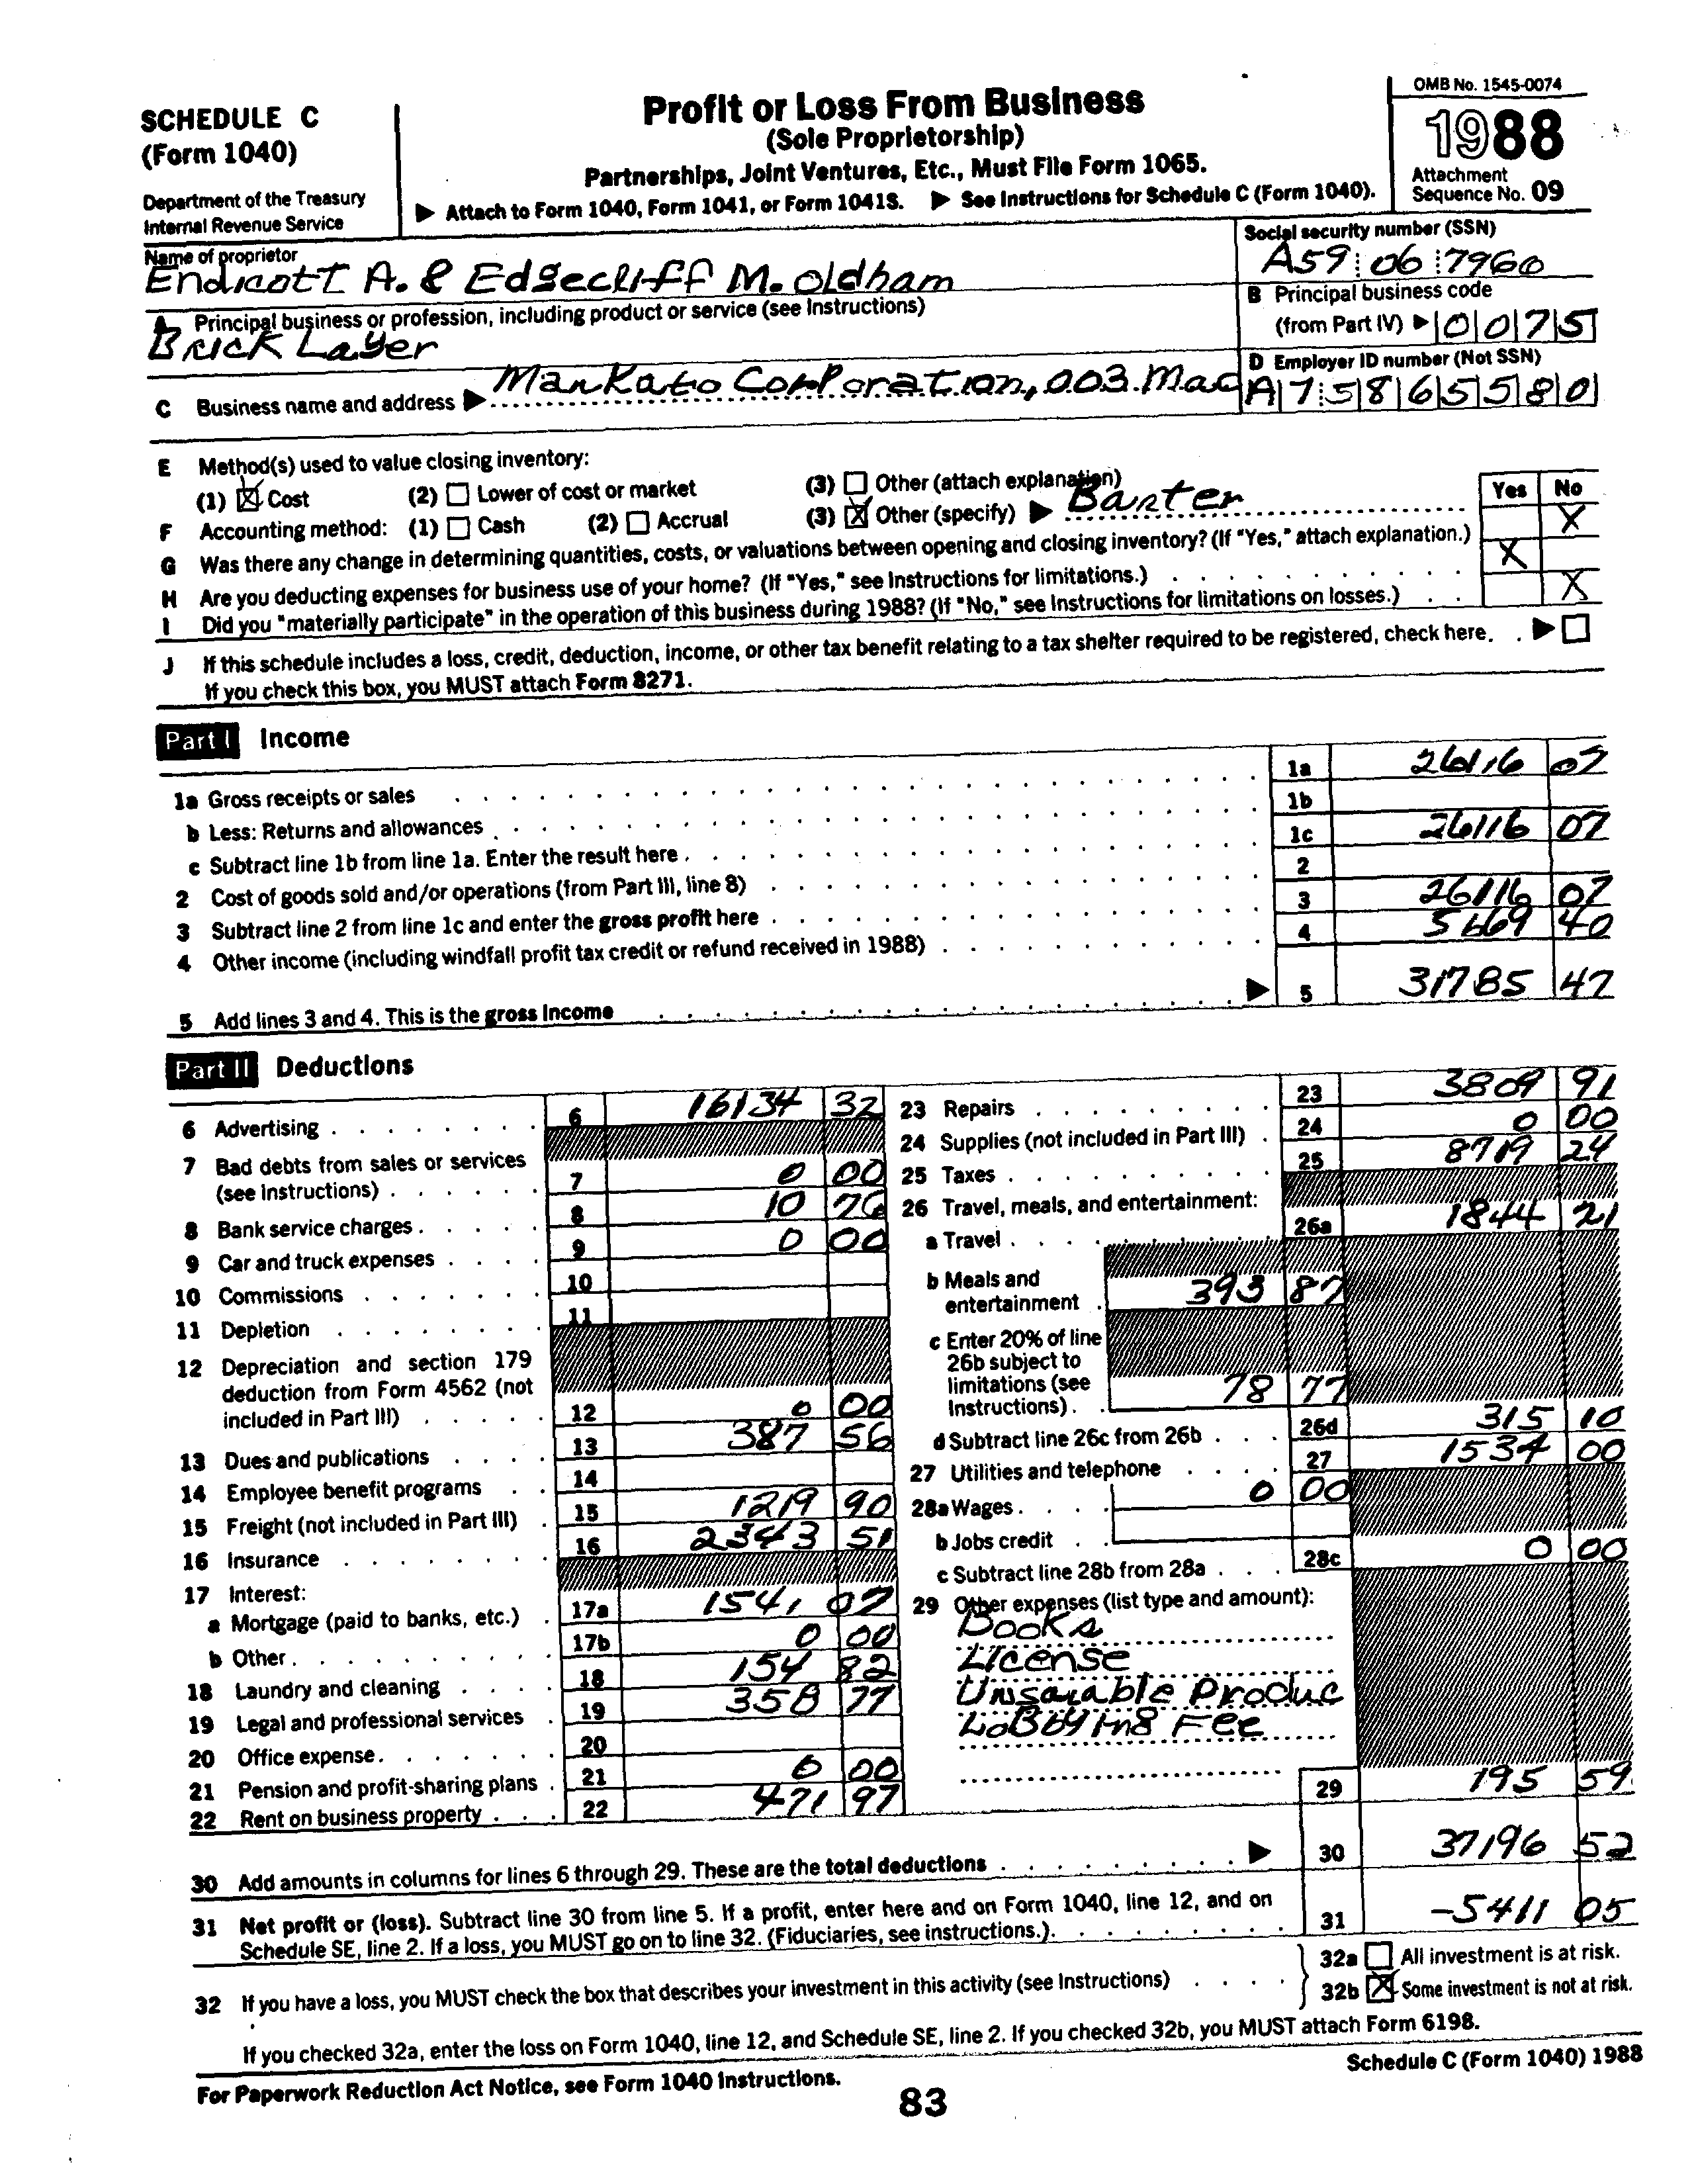 SCHEDULE C
(Form 1040)
Department of the Treasury
Internal Revenue Service
Profit or Loss From Business
(Sole Proprietorship)
Partnerships, Joint Ventures, Etc., Must File Form 1065.
▶ Attach to Form 1040, Form 1041, or Form 1041S. ▶ See Instructions for Schedule C (Form 1040).
OMB No. 1545-0074
1988
Attachment
Sequence No. 09
Name of proprietor
Endicott A. & Edgecliff M. Oldham
Social security number (SSN)
A59 06 7960
A Principal business or profession, including product or service (see Instructions)
Brick Layer
B Principal business code
(from Part IV) ▶ 0 0 7 5
C Business name and address ▶ Mankato Corporation, 003 Mac
D Employer ID number (Not SSN)
A 7 5 8 6 5 5 8 0
E Method(s) used to value closing inventory:
(1) ☒ Cost (2) ☐ Lower of cost or market (3) ☐ Other (attach explanation)
F Accounting method: (1) ☐ Cash (2) ☐ Accrual (3) ☒ Other (specify) ▶ Barter
Yes No
G Was there any change in determining quantities, costs, or valuations between opening and closing inventory? (If "Yes," attach explanation.) X
H Are you deducting expenses for business use of your home? (If "Yes," see Instructions for limitations.) X
I Did you "materially participate" in the operation of this business during 1988? (If "No," see Instructions for limitations on losses.) X
J If this schedule includes a loss, credit, deduction, income, or other tax benefit relating to a tax shelter required to be registered, check here. ▶ ☐
If you check this box, you MUST attach Form 8271.
Part I Income
1a Gross receipts or sales 1a 26116 07
b Less: Returns and allowances 1b
c Subtract line 1b from line 1a. Enter the result here 1c 26116 07
2 Cost of goods sold and/or operations (from Part III, line 8) 2
3 Subtract line 2 from line 1c and enter the gross profit here 3 26116 07
4 Other income (including windfall profit tax credit or refund received in 1988) 4 5669 40
5 Add lines 3 and 4. This is the gross income ▶ 5 31785 47
Part II Deductions
6 Advertising 6 16134 32
7 Bad debts from sales or services
(see Instructions) 7 0 00
8 Bank service charges 8 10 76
9 Car and truck expenses 9 0 00
10 Commissions 10
11 Depletion 11
12 Depreciation and section 179
deduction from Form 4562 (not
included in Part III) 12 0 00
13 Dues and publications 13 387 56
14 Employee benefit programs 14
15 Freight (not included in Part III) 15 1219 90
16 Insurance 16 2343 51
17 Interest:
a Mortgage (paid to banks, etc.) 17a 1541 07
b Other 17b 0 00
18 Laundry and cleaning 18 154 82
19 Legal and professional services 19 358 77
20 Office expense 20
21 Pension and profit-sharing plans 21 0 00
22 Rent on business property 22 471 97
23 Repairs 23 3809 91
24 Supplies (not included in Part III) 24 0 00
25 Taxes 25 8719 24
26 Travel, meals, and entertainment:
a Travel 26a 1844 21
b Meals and
entertainment 393 87
c Enter 20% of line
26b subject to
limitations (see
Instructions) 78 77
d Subtract line 26c from 26b 26d 315 10
27 Utilities and telephone 27 1534 00
28a Wages 0 00
b Jobs credit
c Subtract line 28b from 28a 28c 0 00
29 Other expenses (list type and amount):
Books
License
Unsalable Produc
Lobbying Fee
29 195 59
30 Add amounts in columns for lines 6 through 29. These are the total deductions ▶ 30 37196 52
31 Net profit or (loss). Subtract line 30 from line 5. If a profit, enter here and on Form 1040, line 12, and on
Schedule SE, line 2. If a loss, you MUST go on to line 32. (Fiduciaries, see instructions.) 31 -5411 05
32 If you have a loss, you MUST check the box that describes your investment in this activity (see Instructions)
32a ☐ All investment is at risk.
32b ☒ Some investment is not at risk.
If you checked 32a, enter the loss on Form 1040, line 12, and Schedule SE, line 2. If you checked 32b, you MUST attach Form 6198.
For Paperwork Reduction Act Notice, see Form 1040 Instructions.
Schedule C (Form 1040) 1988
83